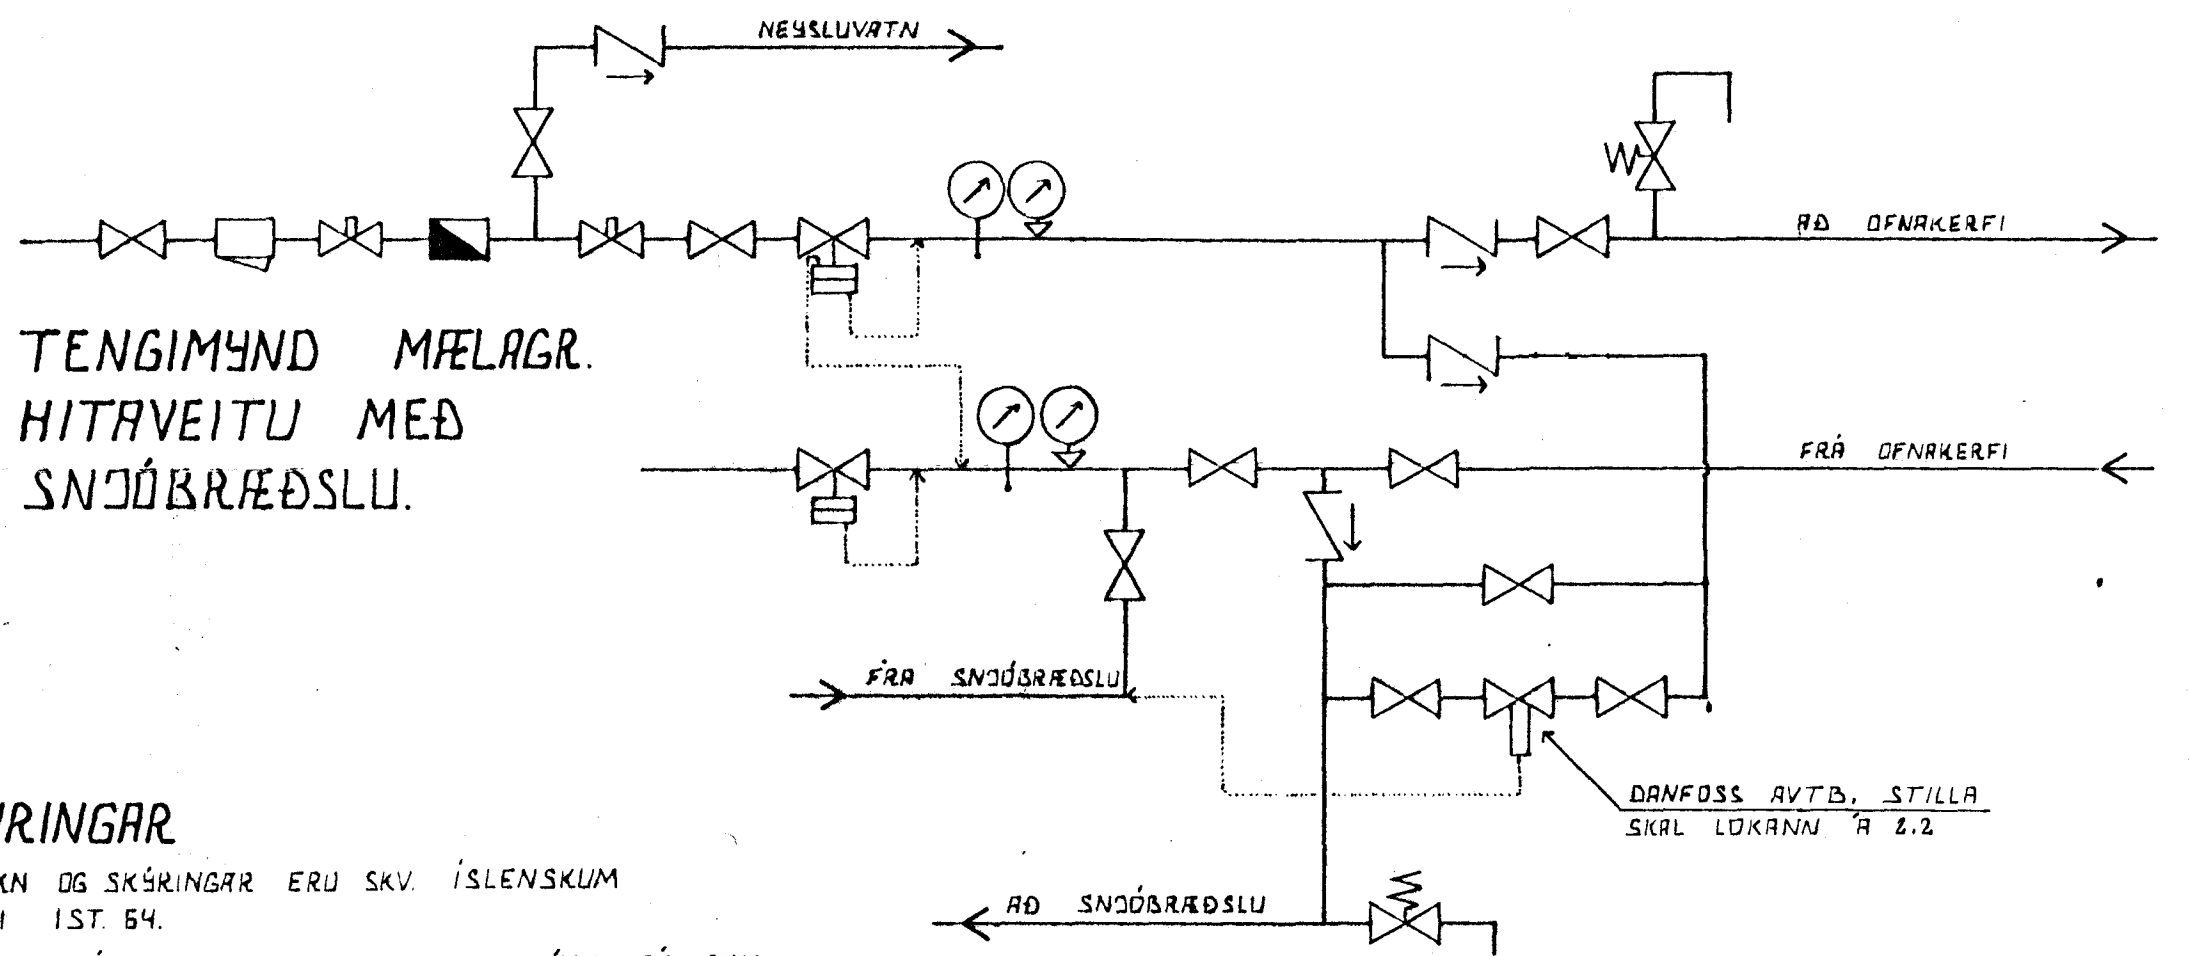 NEYSLUVATN
AÐ OFNAKERFI
TENGIMYND MÆLAGR.
HITAVEITU MEÐ
SNJÓBRÆÐSLU.
FRÁ OFNAKERFI
FRÁ SNJÓBRÆÐSLU
DANFOSS AVTB. STILLA
SKAL LOKANN Á 2.2
YRINGAR
KN OG SKÝRINGAR ERU SKV. ÍSLENSKUM
IST. 64.
AÐ SNJÓBRÆÐSLU